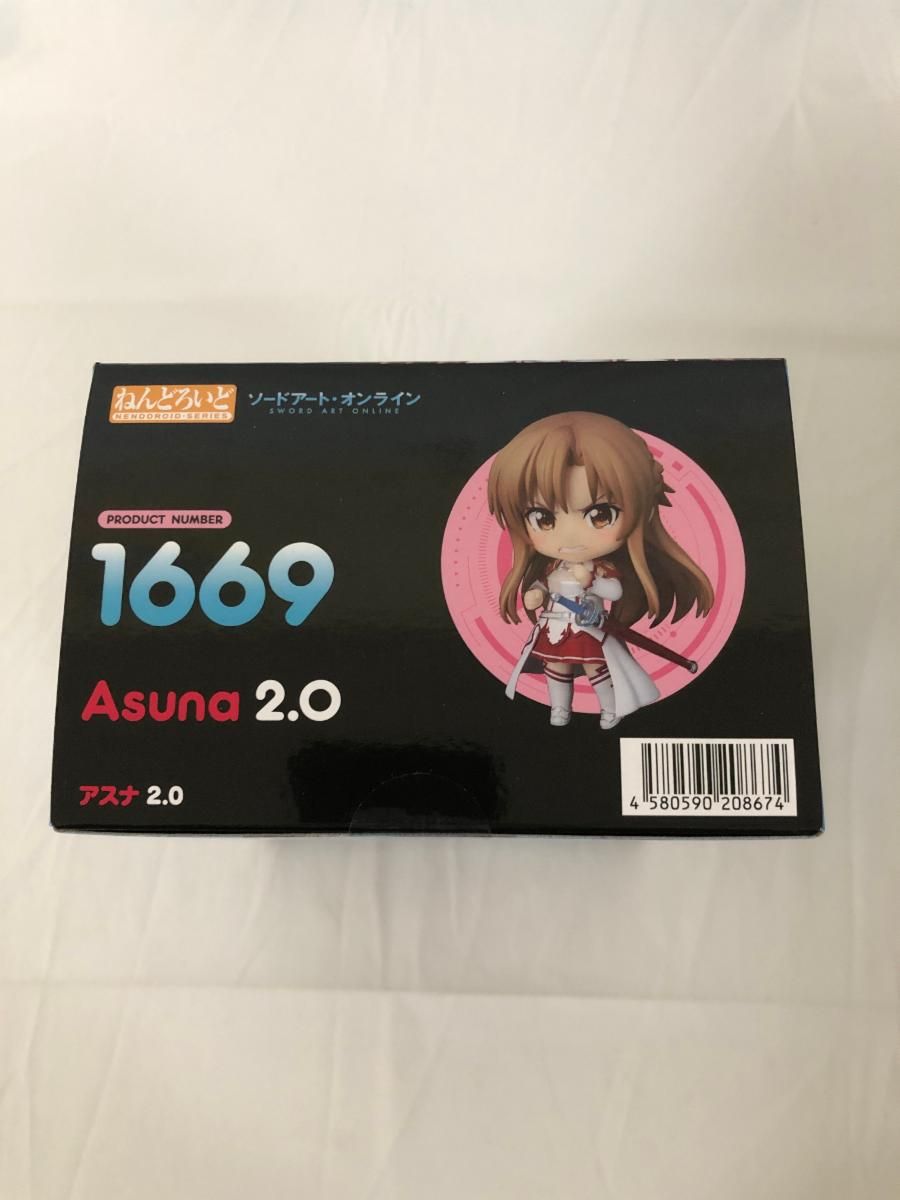 ねんどろいど
NENDOROID·SERIES
ソードアート・オンライン
SWORD ART ONLINE
PRODUCT NUMBER
1669
Asuna 2.0
アスナ 2.0
4 580590 208674